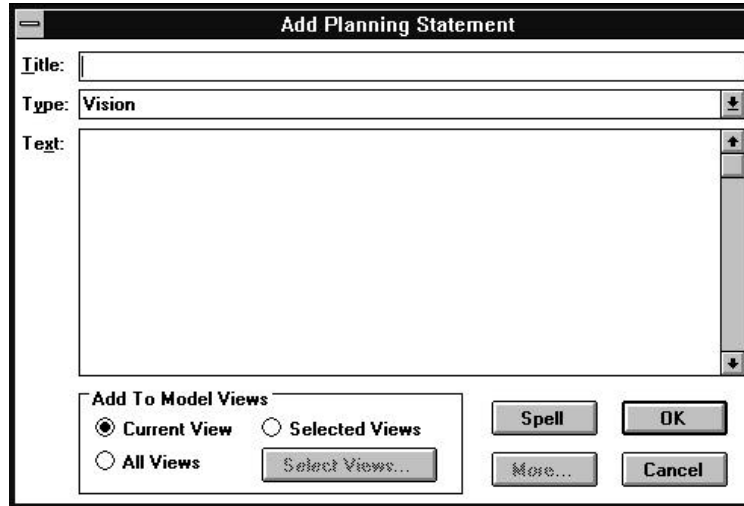 Add Planning Statement
Title:
Type: Vision
Text:
Add To Model Views
Current View Selected Views
All Views Select Views...
Spell OK
More... Cancel